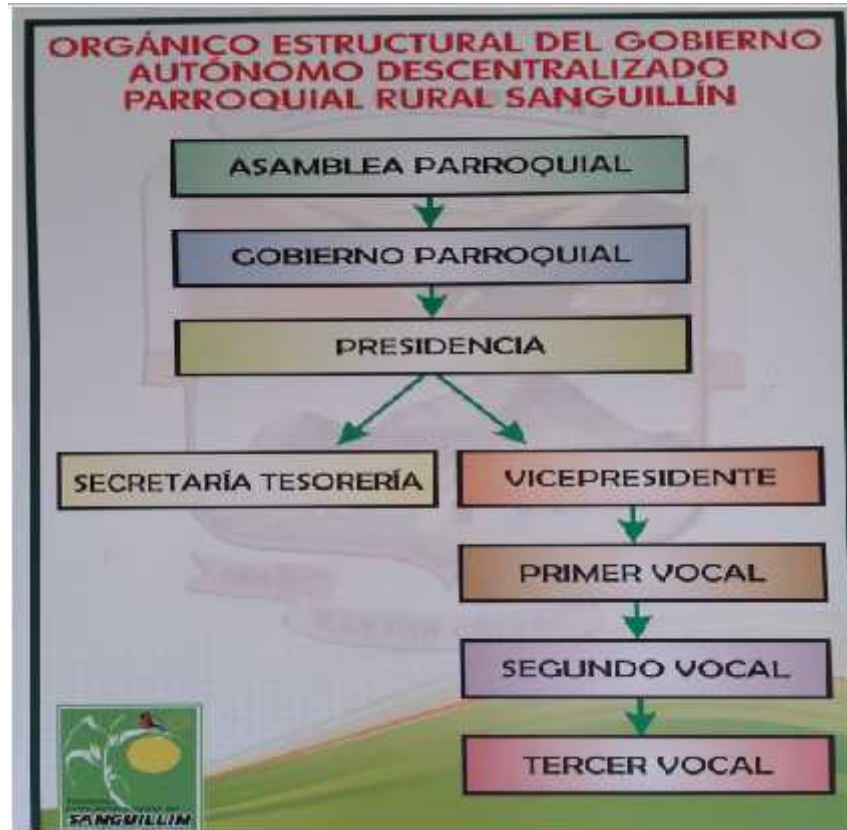 ORGÁNICO ESTRUCTURAL DEL GOBIERNO
AUTÓNOMO DESCENTRALIZADO
PARROQUIAL RURAL SANGUILLÍN
ASAMBLEA PARROQUIAL
GOBIERNO PARROQUIAL
PRESIDENCIA
SECRETARÍA TESORERÍA
VICEPRESIDENTE
PRIMER VOCAL
SEGUNDO VOCAL
TERCER VOCAL
SANGUILLIN